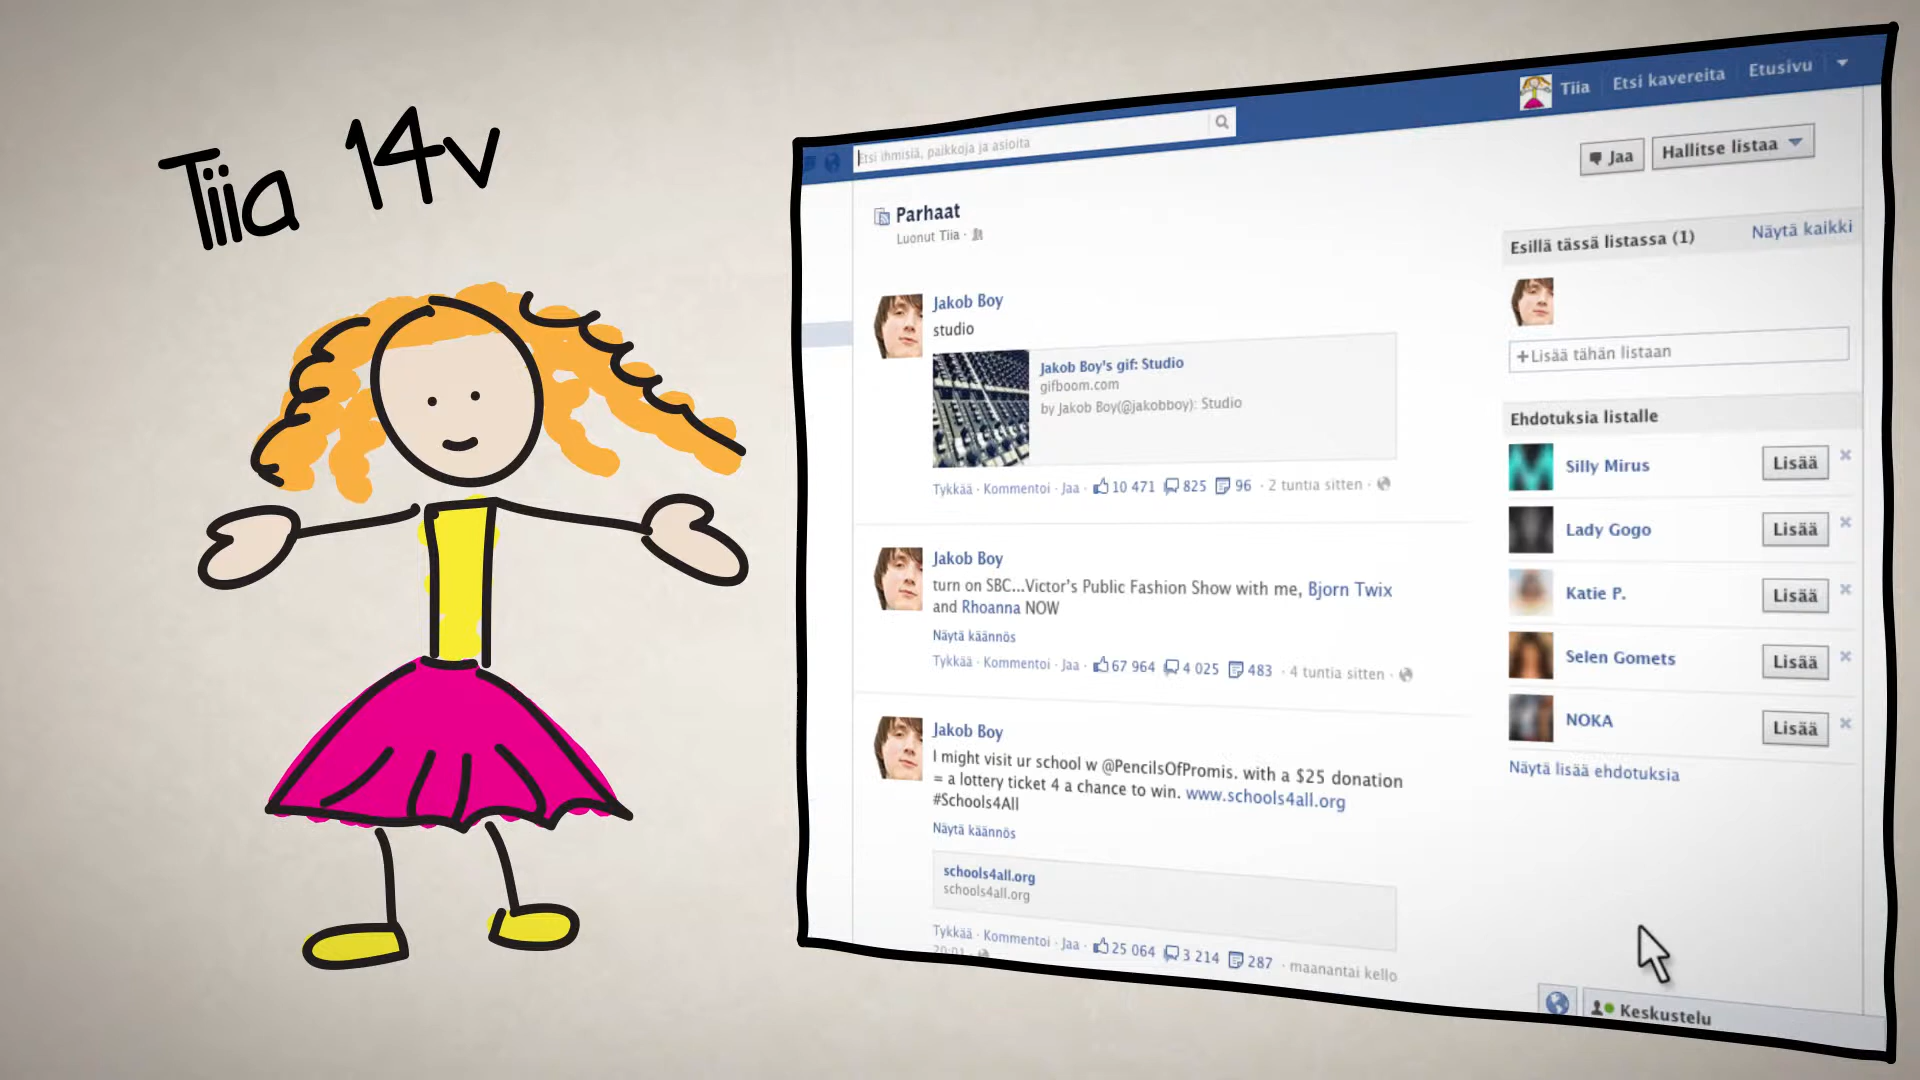 Tiia 14v
Etsi ihmisiä, paikkoja ja asioita
Tiia
Etsi kavereita
Etusivu
Jaa
Hallitse listaa
Parhaat
Luonut Tiia ·
Jakob Boy
studio
Jakob Boy's gif: Studio
gifboom.com
by Jakob Boy(@jakobboy): Studio
Tykkää · Kommentoi · Jaa · 10 471 825 96 · 2 tuntia sitten ·
Jakob Boy
turn on SBC...Victor's Public Fashion Show with me, Bjorn Twix
and Rhoanna NOW
Näytä käännös
Tykkää · Kommentoi · Jaa · 67 964 4 025 483 · 4 tuntia sitten ·
Jakob Boy
I might visit ur school w @PencilsOfPromis. with a $25 donation
= a lottery ticket 4 a chance to win. www.schools4all.org
#Schools4All
Näytä käännös
schools4all.org
schools4all.org
Tykkää · Kommentoi · Jaa · 25 064 3 214 287 · maanantai kello
20:01 ·
Esillä tässä listassa (1)
Näytä kaikki
+Lisää tähän listaan
Ehdotuksia listalle
Silly Mirus Lisää
Lady Gogo Lisää
Katie P. Lisää
Selen Gomets Lisää
NOKA Lisää
Näytä lisää ehdotuksia
Keskustelu